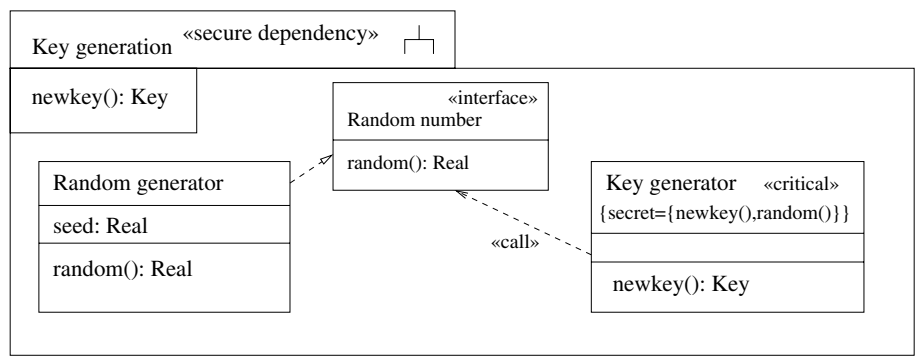 Key generation «secure dependency»
newkey(): Key
«interface»
Random number
random(): Real
Random generator
seed: Real
random(): Real
«call»
Key generator «critical»
{secret={newkey(),random()}}
newkey(): Key